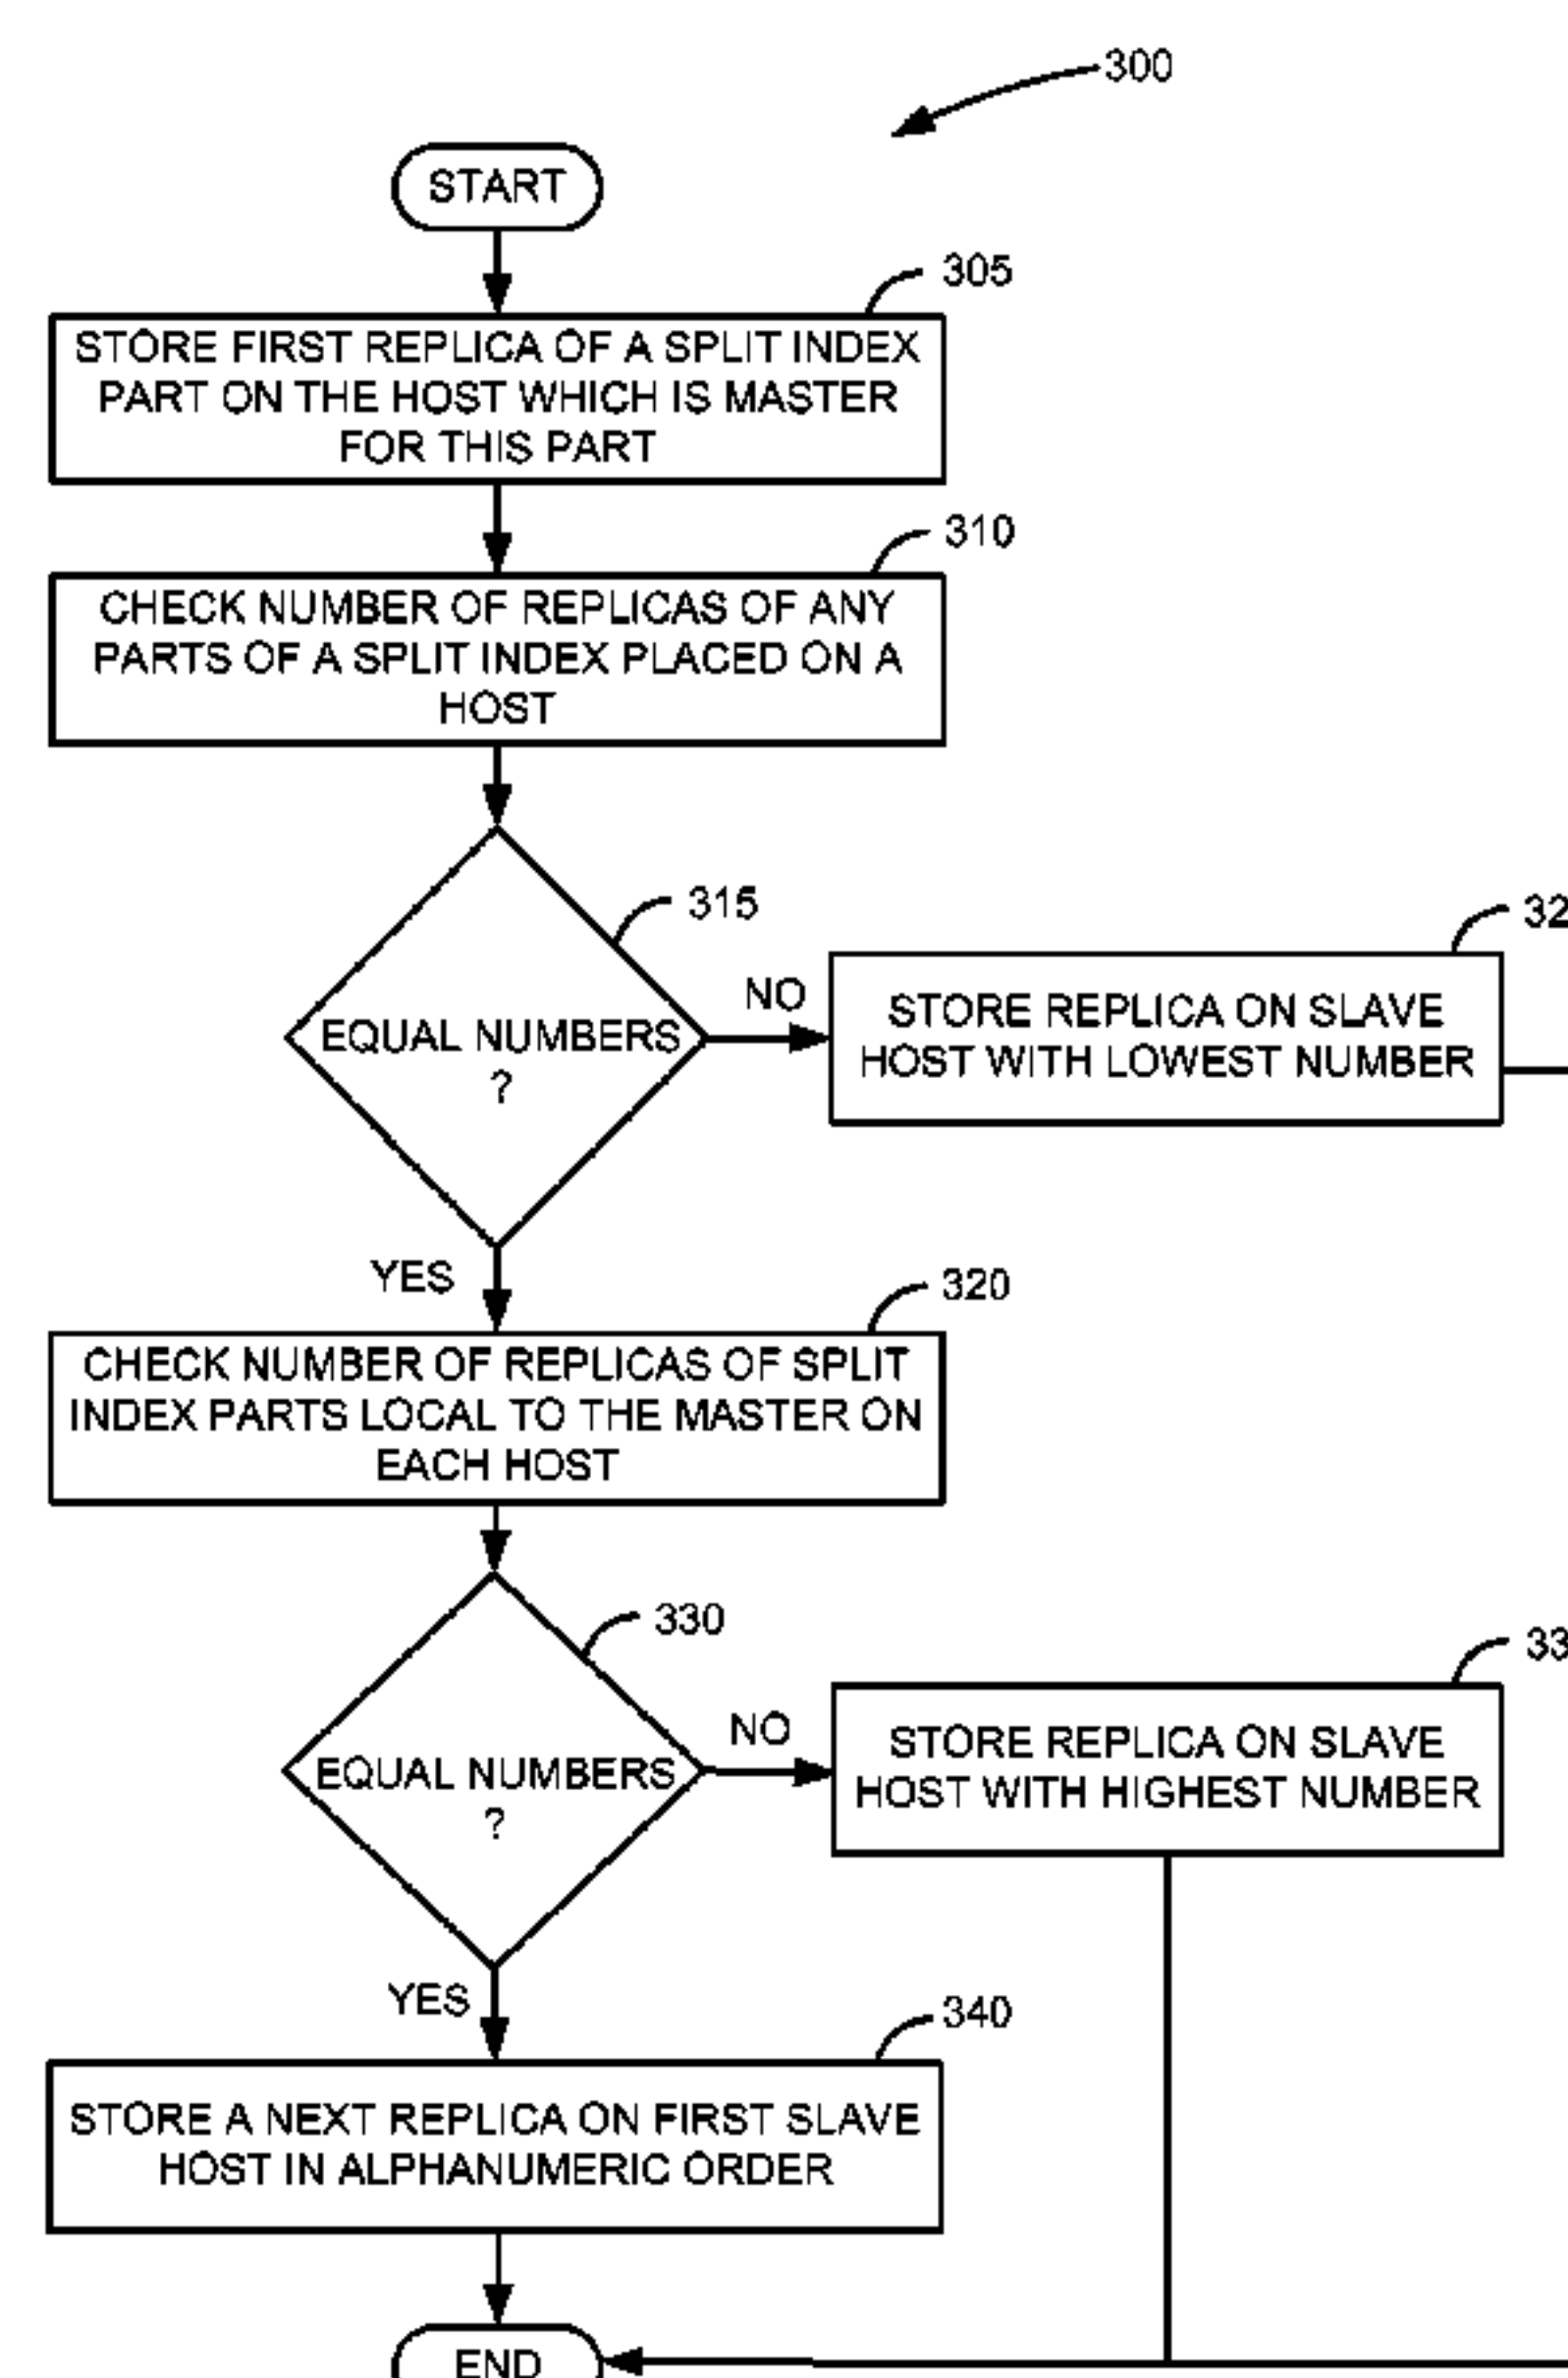 300
START
305
STORE FIRST REPLICA OF A SPLIT INDEX
PART ON THE HOST WHICH IS MASTER
FOR THIS PART
310
CHECK NUMBER OF REPLICAS OF ANY
PARTS OF A SPLIT INDEX PLACED ON A
HOST
315
EQUAL NUMBERS
?
NO
STORE REPLICA ON SLAVE
HOST WITH LOWEST NUMBER
YES
320
CHECK NUMBER OF REPLICAS OF SPLIT
INDEX PARTS LOCAL TO THE MASTER ON
EACH HOST
330
EQUAL NUMBERS
?
NO
STORE REPLICA ON SLAVE
HOST WITH HIGHEST NUMBER
YES
340
STORE A NEXT REPLICA ON FIRST SLAVE
HOST IN ALPHANUMERIC ORDER
END